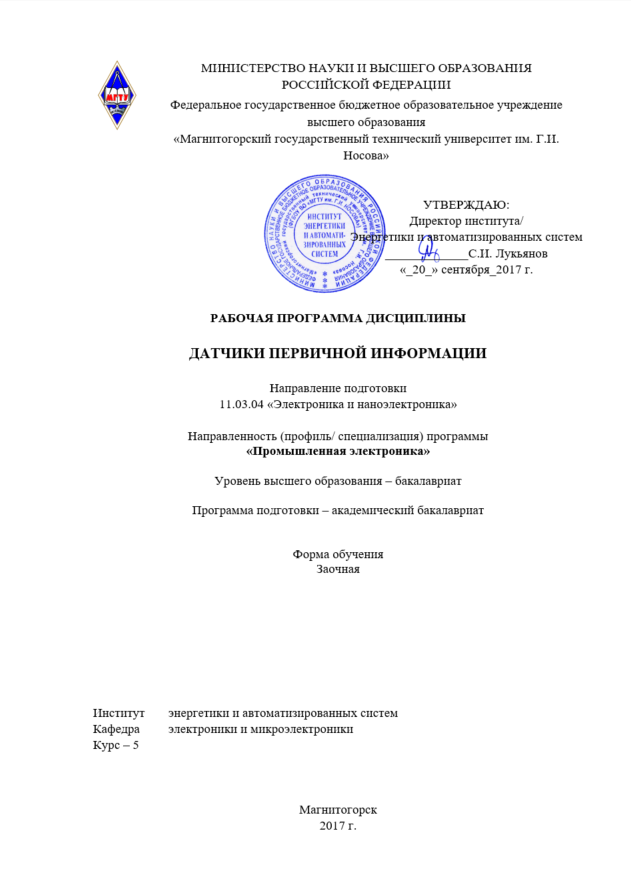 МГТУ
МИНИСТЕРСТВО НАУКИ И ВЫСШЕГО ОБРАЗОВАНИЯ
РОССИЙСКОЙ ФЕДЕРАЦИИ
Федеральное государственное бюджетное образовательное учреждение
высшего образования
«Магнитогорский государственный технический университет им. Г.И.
Носова»
ИНСТИТУТ
ЭНЕРГЕТИКИ
И АВТОМАТИ-
ЗИРОВАННЫХ
СИСТЕМ
УТВЕРЖДАЮ:
Директор института/
Энергетики и автоматизированных систем
______________С.И. Лукьянов
«_20_» сентября_2017 г.
РАБОЧАЯ ПРОГРАММА ДИСЦИПЛИНЫ
ДАТЧИКИ ПЕРВИЧНОЙ ИНФОРМАЦИИ
Направление подготовки
11.03.04 «Электроника и наноэлектроника»
Направленность (профиль/ специализация) программы
«Промышленная электроника»
Уровень высшего образования – бакалавриат
Программа подготовки – академический бакалавриат
Форма обучения
Заочная
Институт энергетики и автоматизированных систем
Кафедра электроники и микроэлектроники
Курс – 5
Магнитогорск
2017 г.